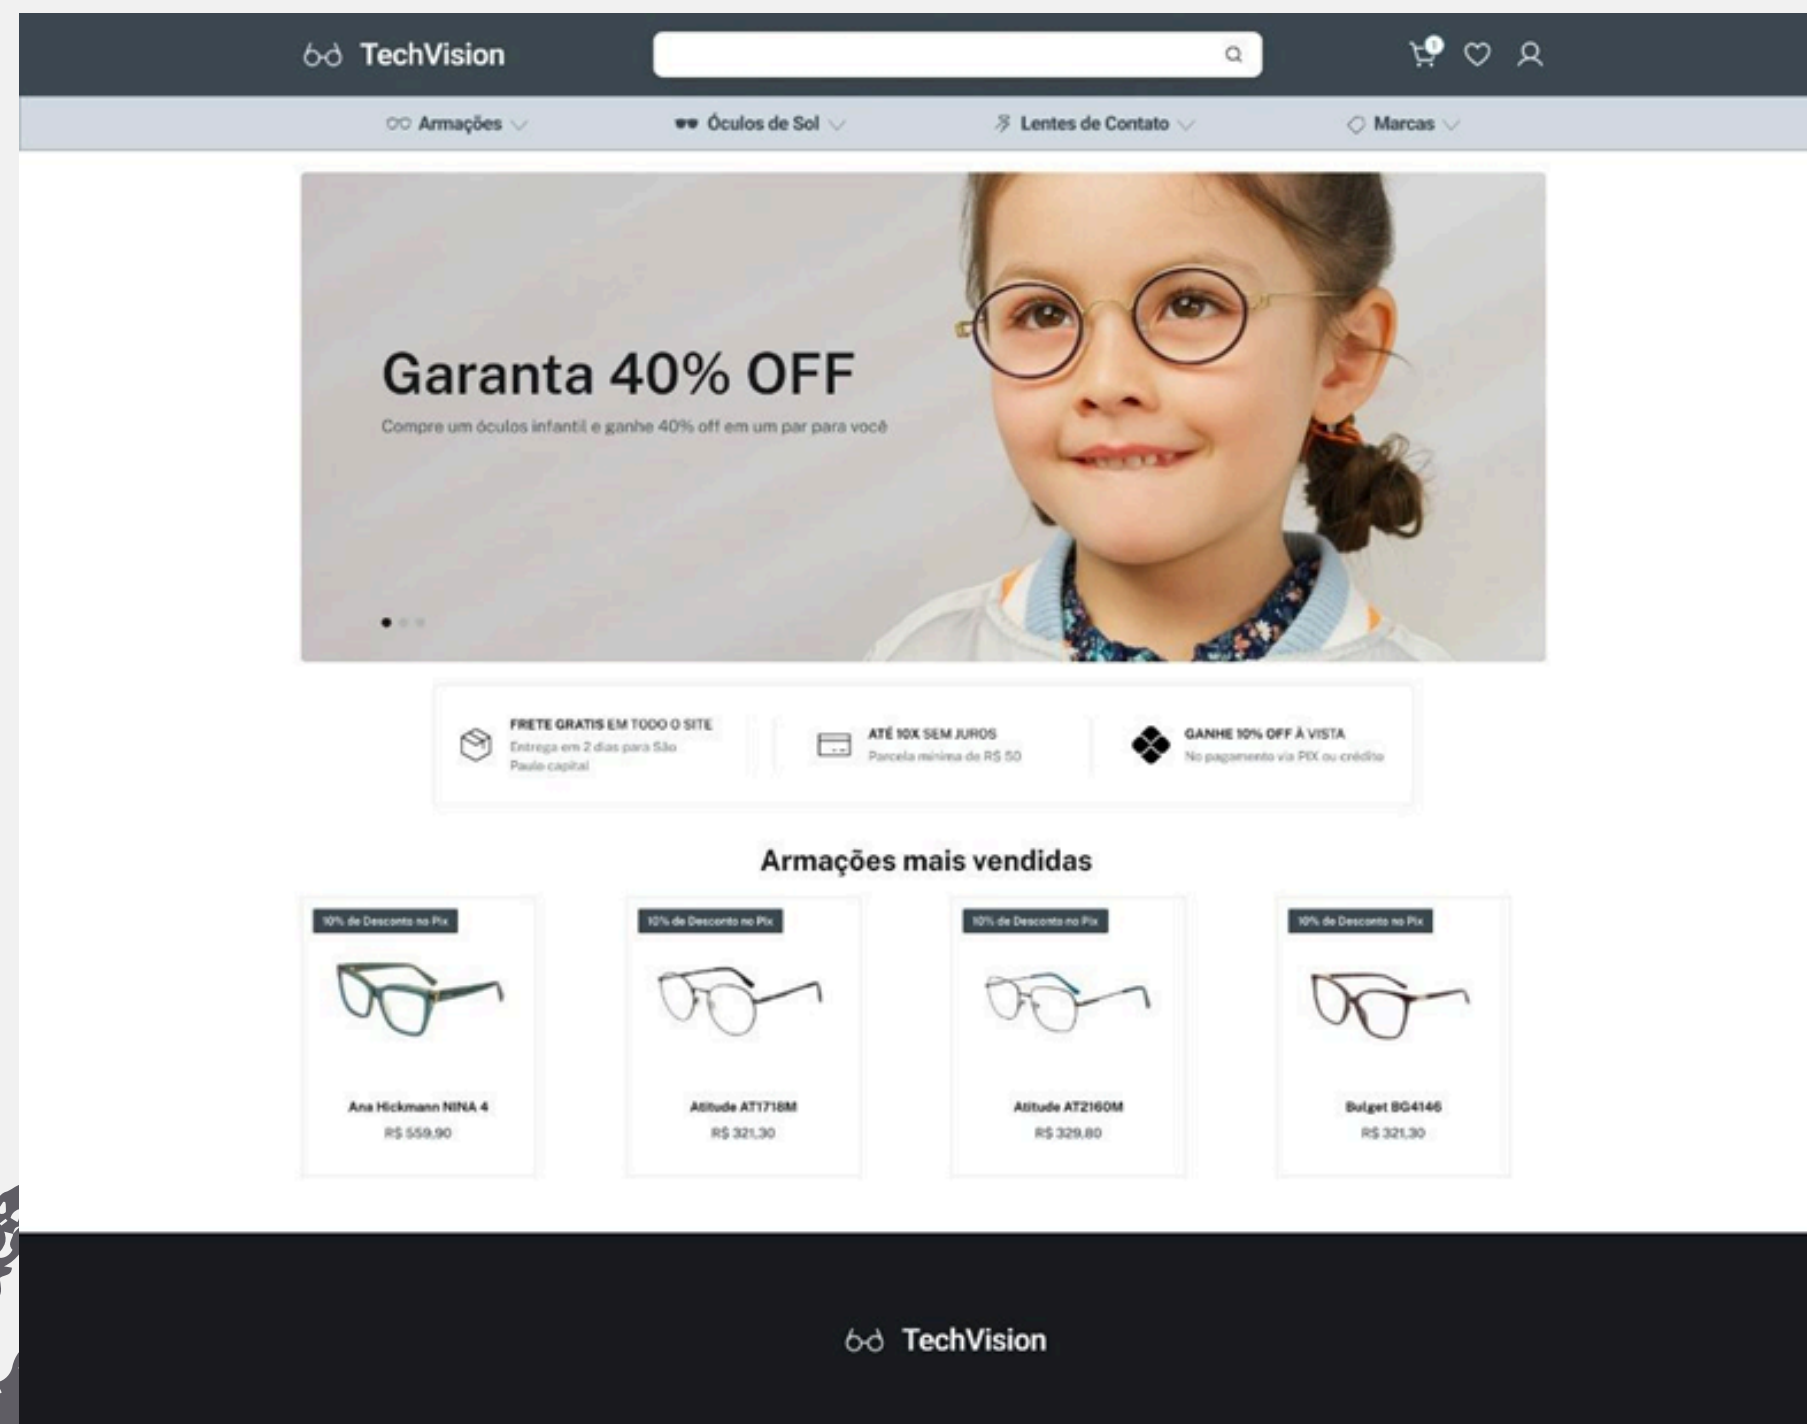 TechVision
1
Armações
Óculos de Sol
Lentes de Contato
Marcas
Garanta 40% OFF
Compre um óculos infantil e ganhe 40% off em um par para você
FRETE GRATIS EM TODO O SITE
Entrega em 2 dias para São
Paulo capital
ATÉ 10X SEM JUROS
Parcela minima de R$ 50
GANHE 10% OFF À VISTA
No pagamento via PIX ou crédito
Armações mais vendidas
10% de Desconto no Pix
10% de Desconto no Pix
10% de Desconto no Pix
10% de Desconto no Pix
Ana Hickmann NINA 4
R$ 559,90
Atitude AT1718M
R$ 321,30
Atitude AT2160M
R$ 329,80
Bulget BG4146
R$ 321,30
TechVision